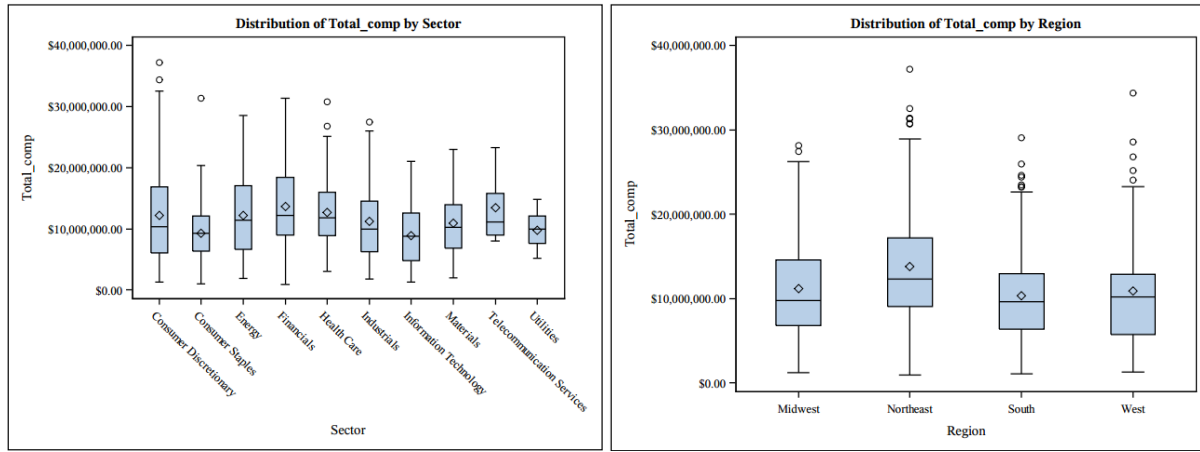 Distribution of Total_comp by Sector
$40,000,000.00
$30,000,000.00
$20,000,000.00
$10,000,000.00
$0.00
Total_comp
Consumer Discretionary
Consumer Staples
Energy
Financials
Health Care
Industrials
Information Technology
Materials
Telecommunication Services
Utilities
Sector
Distribution of Total_comp by Region
$40,000,000.00
$30,000,000.00
$20,000,000.00
$10,000,000.00
$0.00
Total_comp
Midwest
Northeast
South
West
Region